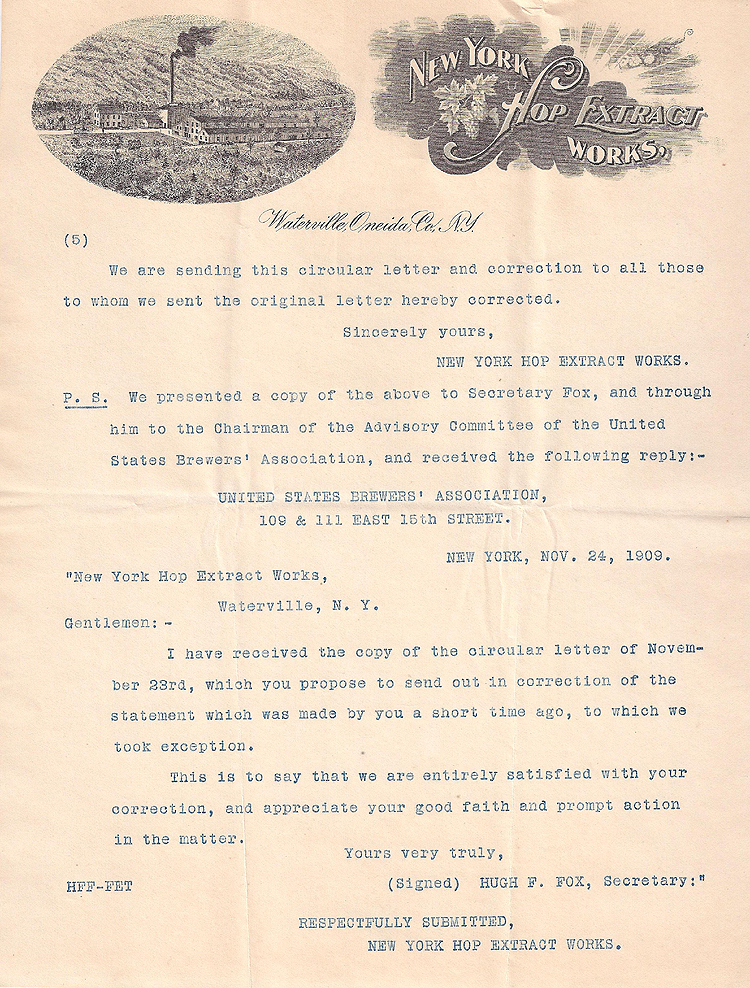 NEW YORK
HOP EXTRACT
WORKS,
Waterville, Oneida, Co., N.Y.
(5)
We are sending this circular letter and correction to all those
to whom we sent the original letter hereby corrected.
Sincerely yours,
NEW YORK HOP EXTRACT WORKS.
P. S. We presented a copy of the above to Secretary Fox, and through
him to the Chairman of the Advisory Committee of the United
States Brewers' Association, and received the following reply:-
UNITED STATES BREWERS' ASSOCIATION,
109 & 111 EAST 15th STREET.
NEW YORK, NOV. 24, 1909.
"New York Hop Extract Works,
Waterville, N. Y.
Gentlemen:-
I have received the copy of the circular letter of Novem-
ber 23rd, which you propose to send out in correction of the
statement which was made by you a short time ago, to which we
took exception.
This is to say that we are entirely satisfied with your
correction, and appreciate your good faith and prompt action
in the matter.
Yours very truly,
HFF-FET (Signed) HUGH F. FOX, Secretary:"
RESPECTFULLY SUBMITTED,
NEW YORK HOP EXTRACT WORKS.